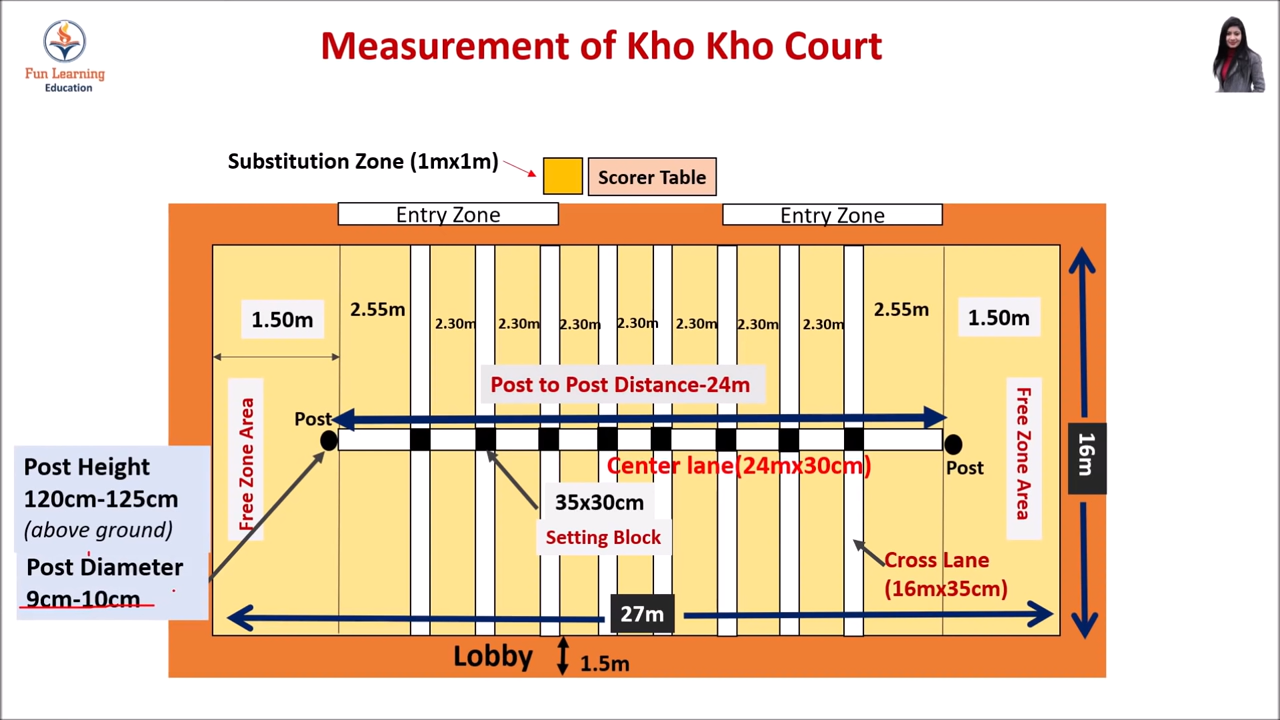 Measurement of Kho Kho Court
Fun Learning
Education
Substitution Zone (1mx1m)
Scorer Table
Entry Zone
Entry Zone
1.50m
2.55m
2.30m
2.30m
2.30m
2.30m
2.30m
2.30m
2.30m
2.55m
1.50m
Post to Post Distance-24m
Free Zone Area
Post
Center lane(24mx30cm)
Post
Free Zone Area
16m
Post Height
120cm-125cm
(above ground)
Post Diameter
9cm-10cm
35x30cm
Setting Block
Cross Lane
(16mx35cm)
27m
Lobby
1.5m